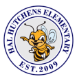 HAL HUTCHENS ELEMENTARY
EST. 2009